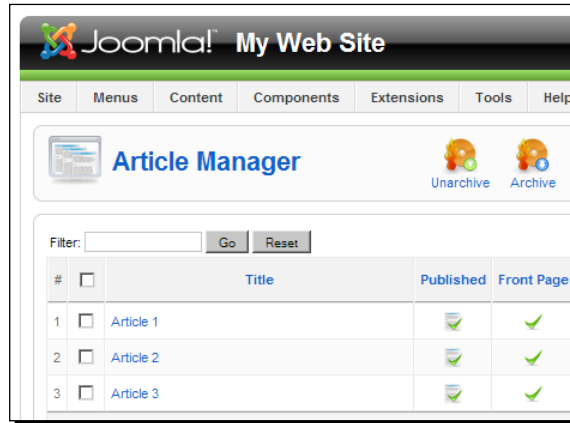 Joomla! My Web Site
Site Menus Content Components Extensions Tools Help
Article Manager
Unarchive Archive
Filter: Go Reset
# Title Published Front Page
1 Article 1
2 Article 2
3 Article 3